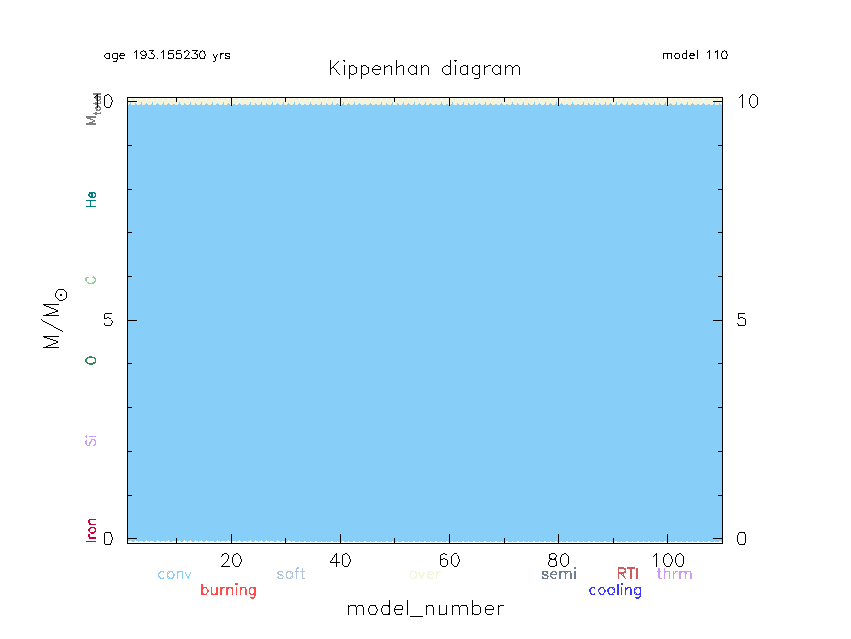 age 193.155230 yrs
model 110
Kippenhan diagram
10
10
M_total
He
C
M/M☉
5
5
O
Si
Iron
0
0
20 40 60 80 100
conv soft over semi RTI thrm
burning cooling
model_number